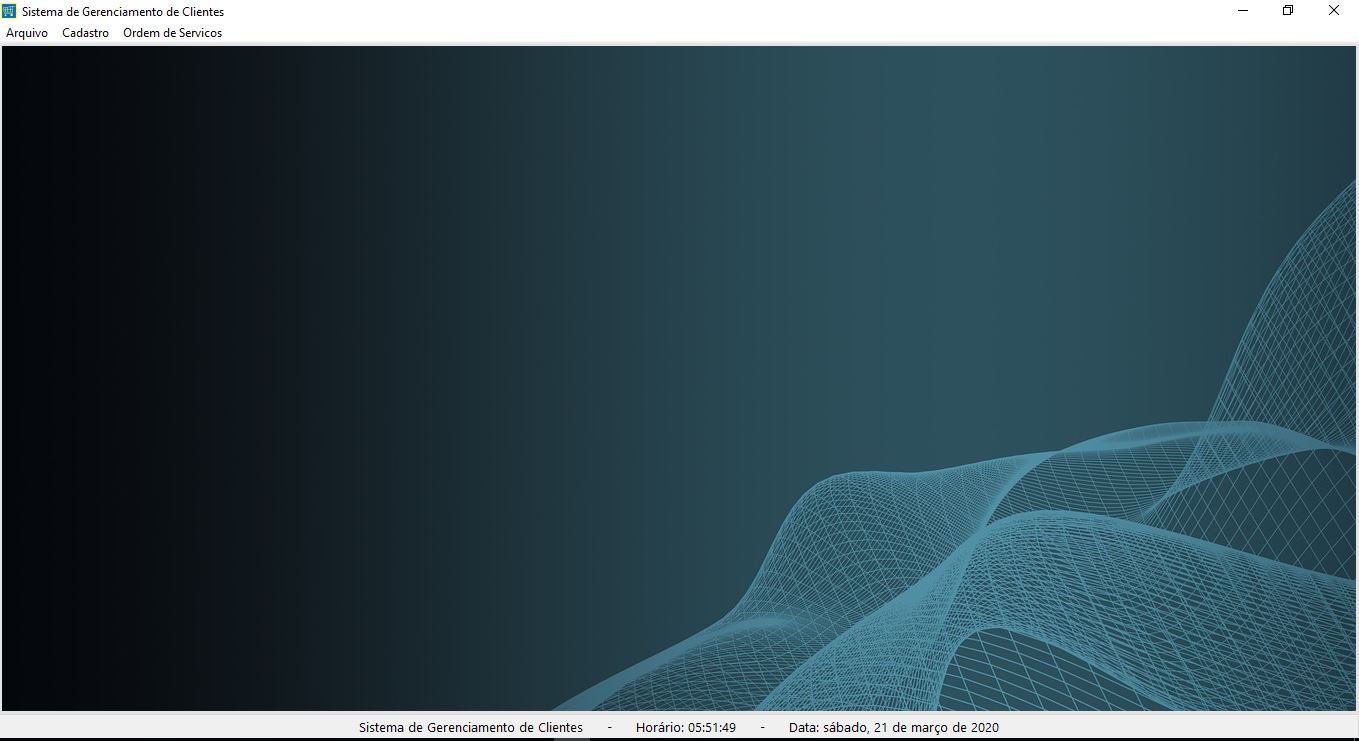 Sistema de Gerenciamento de Clientes
Arquivo Cadastro Ordem de Servicos
Sistema de Gerenciamento de Clientes - Horário: 05:51:49 - Data: sábado, 21 de março de 2020